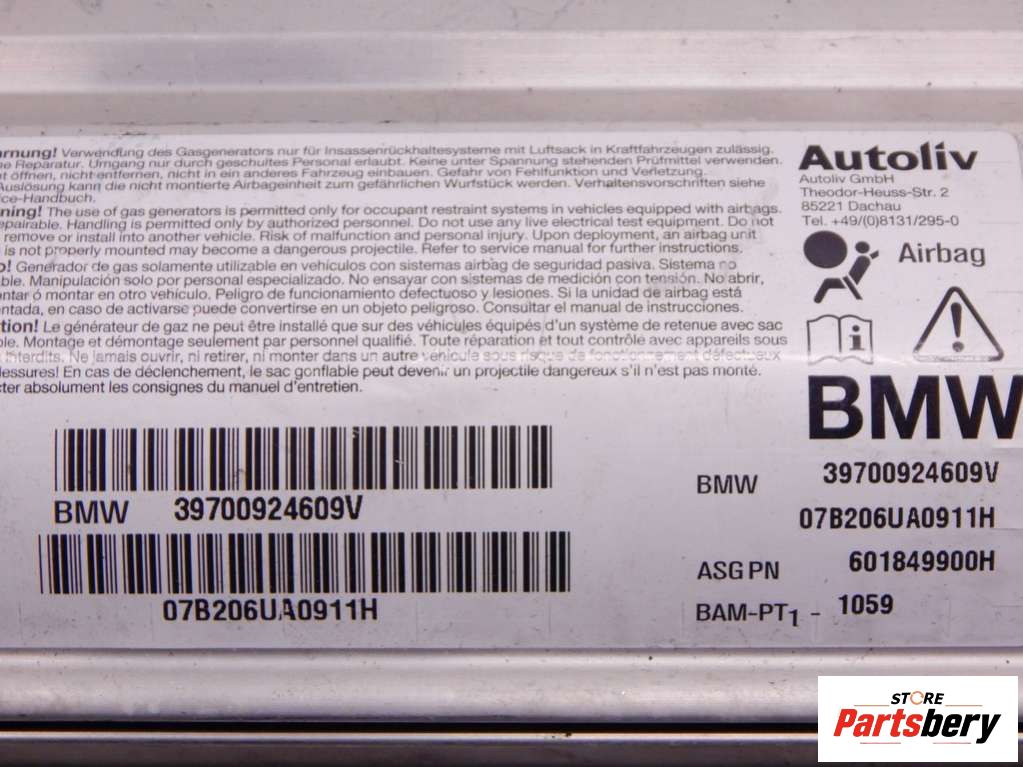 arnung! Verwendung des Gasgenerators nur für Insassenrückhaltesysteme mit Luftsack in Kraftfahrzeugen zulässig.
ne Reparatur. Umgang nur durch geschultes Personal erlaubt. Keine unter Spannung stehenden Prüfmittel verwenden.
ht öffnen, nicht entfernen, nicht in ein anderes Fahrzeug einbauen. Gefahr von Fehlfunktion und Verletzung.
Auslösung kann die nicht montierte Airbageinheit zum gefährlichen Wurfstück werden. Verhaltensvorschriften siehe
ice-Handbuch.
ning! The use of gas generators is permitted only for occupant restraint systems in vehicles equipped with airbags.
epairable. Handling is permitted only by authorized personnel. Do not use any live electrical test equipment. Do not
remove or install into another vehicle. Risk of malfunction and personal injury. Upon deployment, an airbag unit
is not properly mounted may become a dangerous projectile. Refer to service manual for further instructions.
o! Generador de gas solamente utilizable en vehículos con sistemas airbag de seguridad pasiva. Sistema no
ble. Manipulación solo por personal especializado. No ensayar con sistemas de medición con tensión. No abrir,
ntar ó montar en otro vehículo. Peligro de funcionamiento defectuoso y lesiones. Si la unidad de airbag está
ntada, en caso de activarse puede convertirse en un objeto peligroso. Consultar el manual de instrucciones.
tion! Le générateur de gaz ne peut être installé que sur des véhicules équipés d'un système de retenue avec sac
ble. Montage et démontage seulement par personnel qualifié. Toute réparation et tout contrôle avec appareils sous
n interdits. Ne jamais ouvrir, ni retirer, ni monter dans un autre véhicule sous risque de fonctionnement défectueux
lessures! En cas de déclenchement, le sac gonflable peut devenir un projectile dangereux s'il n'est pas monté.
cter absolument les consignes du manuel d'entretien.
Autoliv
Autoliv GmbH
Theodor-Heuss-Str. 2
85221 Dachau
Tel. +49/(0)8131/295-0
Airbag
BMW
BMW 39700924609V
07B206UA0911H
BMW 39700924609V
07B206UA0911H
ASG PN 601849900H
BAM-PT1 - 1059
STORE
Partsbery